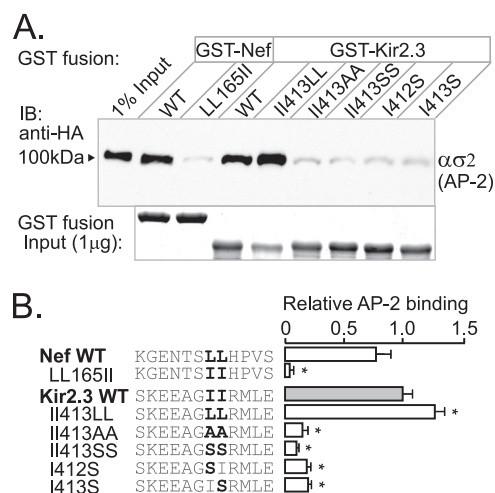 A.
GST fusion: GST-Nef GST-Kir2.3
1% Input WT LL165II WT II413LL II413AA II413SS I412S I413S
IB:
anti-HA
100kDa ασ2
(AP-2)
GST fusion
Input (1µg):
B. Relative AP-2 binding
0 0.5 1.0 1.5
Nef WT KGENTSLLHPVS
LL165II KGENTSIIHPVS *
Kir2.3 WT SKEEAGIIRMLE
II413LL SKEEAGLLRMLE *
II413AA SKEEAGAARMLE *
II413SS SKEEAGSSRMLE *
I412S SKEEAGSIRMLE *
I413S SKEEAGISRMLE *